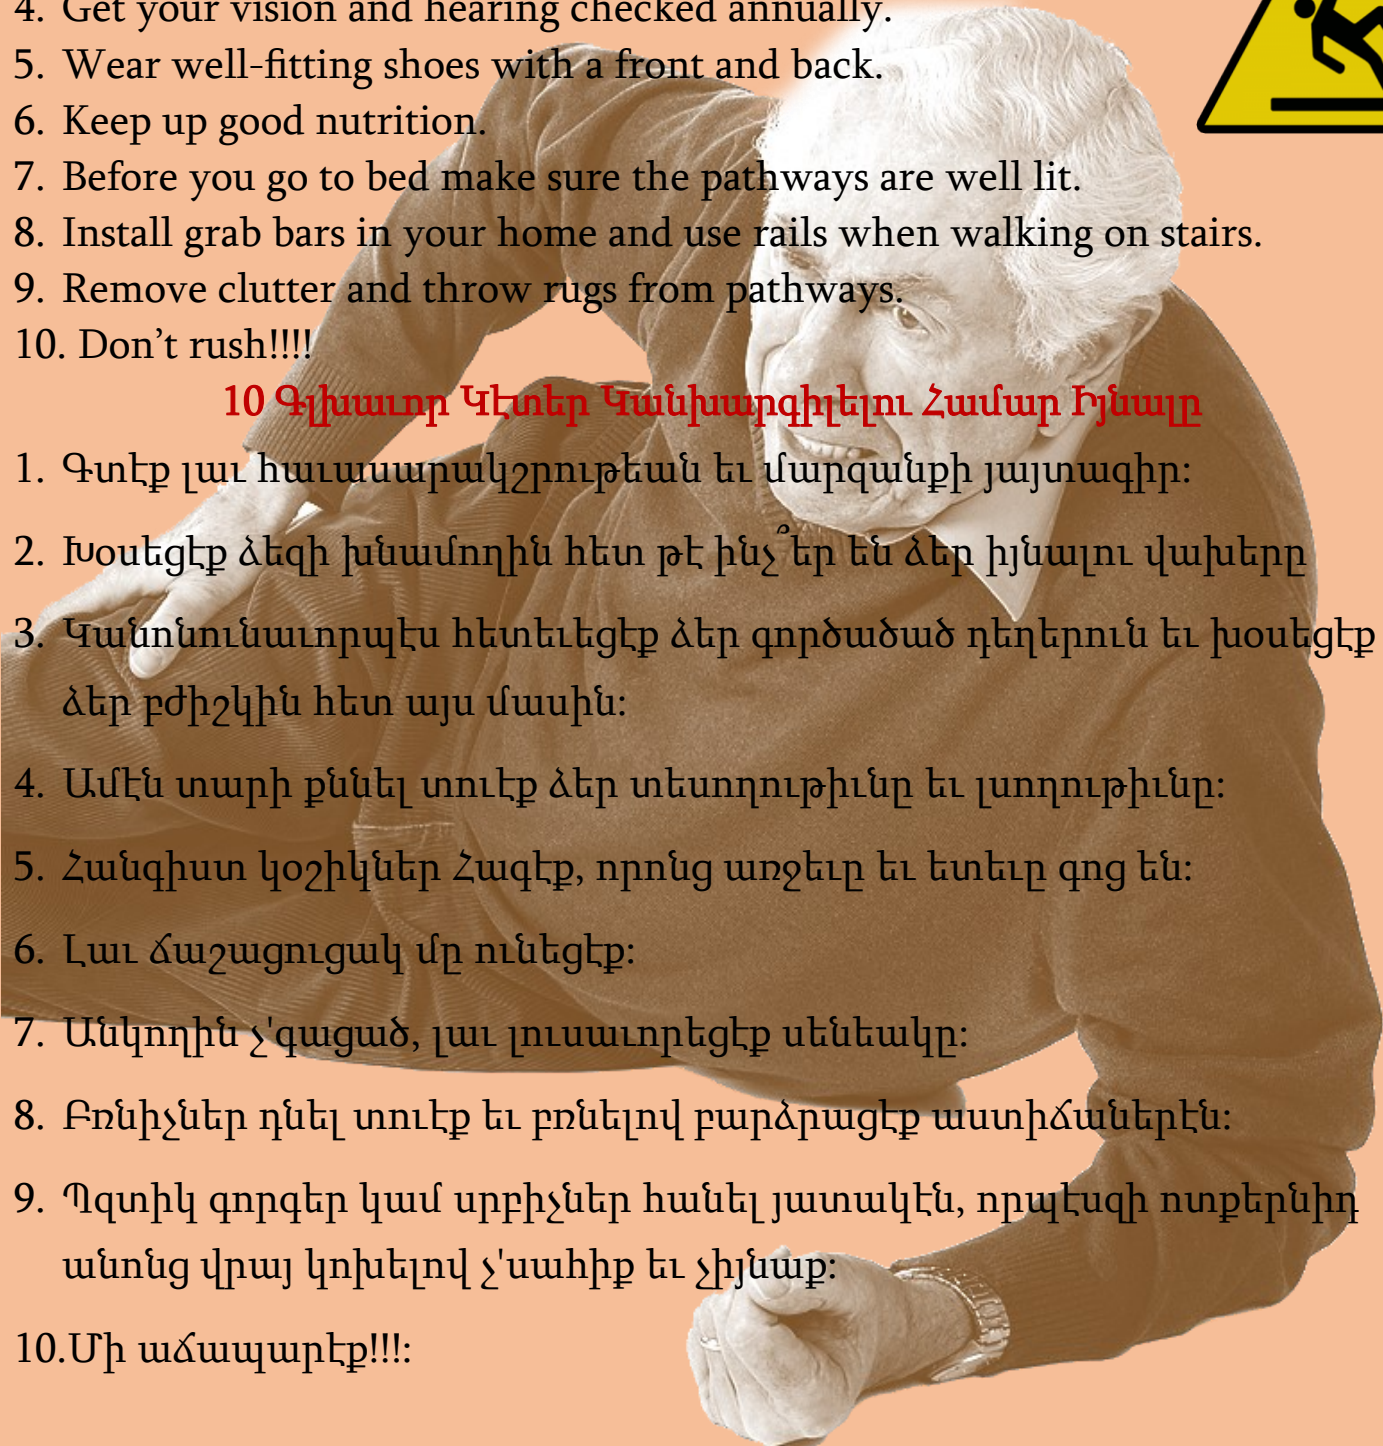 4. Get your vision and hearing checked annually.
5. Wear well-fitting shoes with a front and back.
6. Keep up good nutrition.
7. Before you go to bed make sure the pathways are well lit.
8. Install grab bars in your home and use rails when walking on stairs.
9. Remove clutter and throw rugs from pathways.
10. Don’t rush!!!!
10 Գլխաւոր Կէտեր Կանխարգիլելու Համար Իյնալը
1. Գտէք լաւ հաւասարակշրութեան եւ մարզանքի յայտագիր։
2. Խօսեցէք ձեզի խնամողին հետ թէ ինչ՞եր են ձեր իյնալու վախերը
3. Կանոնունաւորպէս հետեւեցէք ձեր գործածած դեղերուն եւ խօսեցէք
ձեր բժիշկին հետ այս մասին։
4. Ամէն տարի քննել տուէք ձեր տեսողութիւնը եւ լսողութիւնը։
5. Հանգիստ կօշիկներ Հագէք, որոնց առջեւը եւ ետեւը գոց են։
6. Լաւ ճաշացուցակ մը ունեցէք։
7. Անկողին չ'գացած, լաւ լուսաւորեցէք սենեակը։
8. Բռնիչներ դնել տուէք եւ բռնելով բարձրացէք աստիճաներէն։
9. Պզտիկ գորգեր կամ սրբիչներ հանել յատակէն, որպէսզի ոտքերնիդ
անոնց վրայ կոխելով չ'սահիք եւ չիյնաք։
10.Մի աճապարէք!!!։